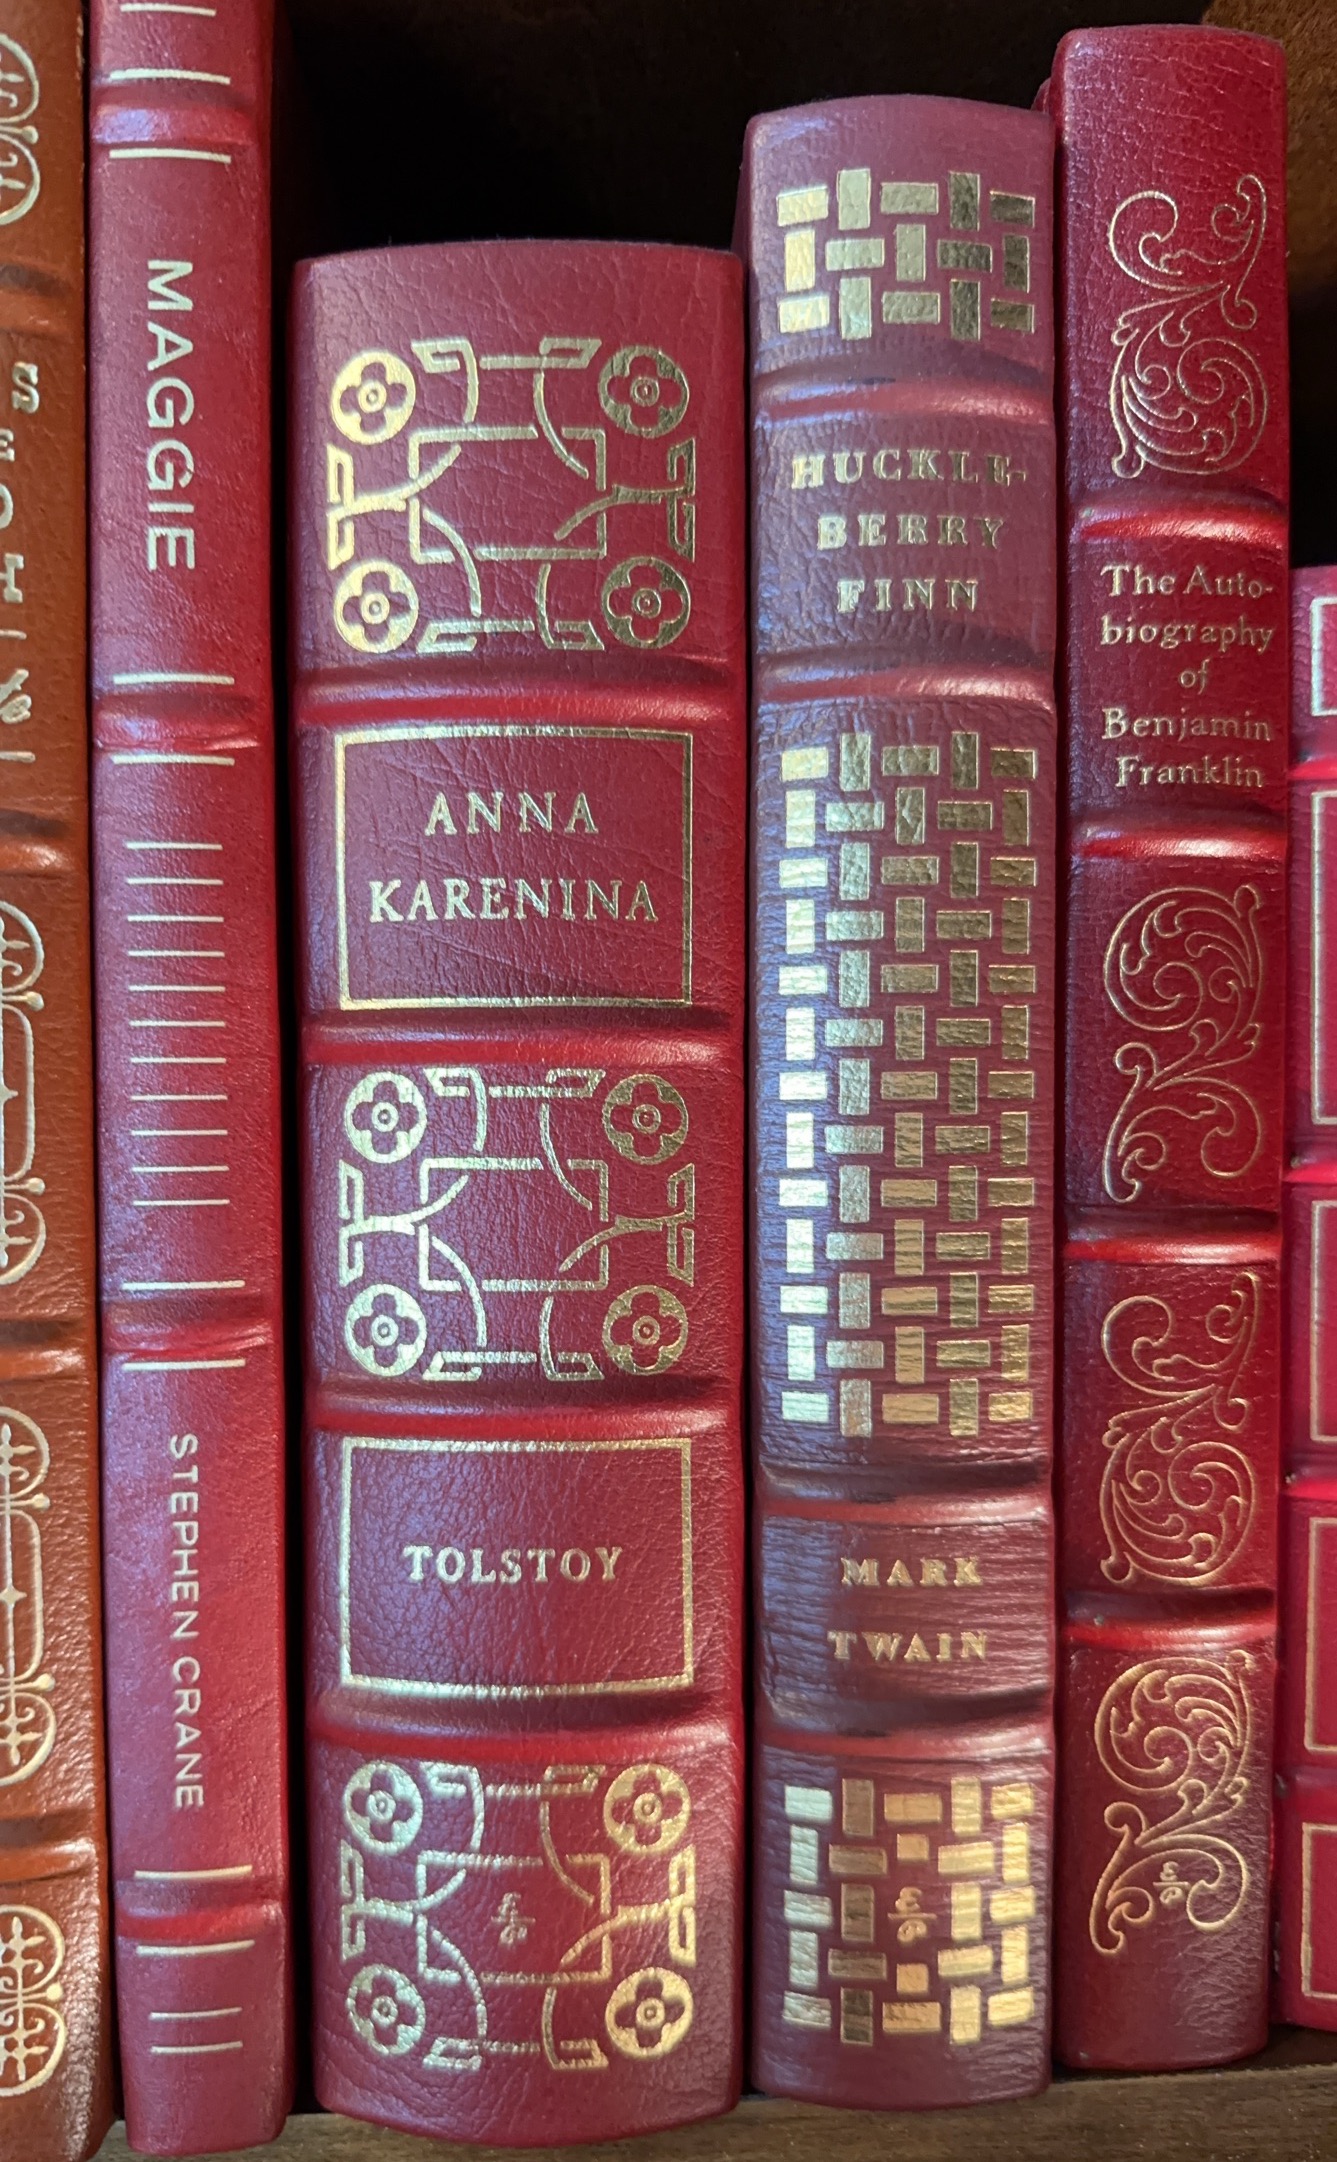 MAGGIE
STEPHEN CRANE
ANNA
KARENINA
TOLSTOY
HUCKLE-
BERRY
FINN
MARK
TWAIN
The Auto-
biography
of
Benjamin
Franklin